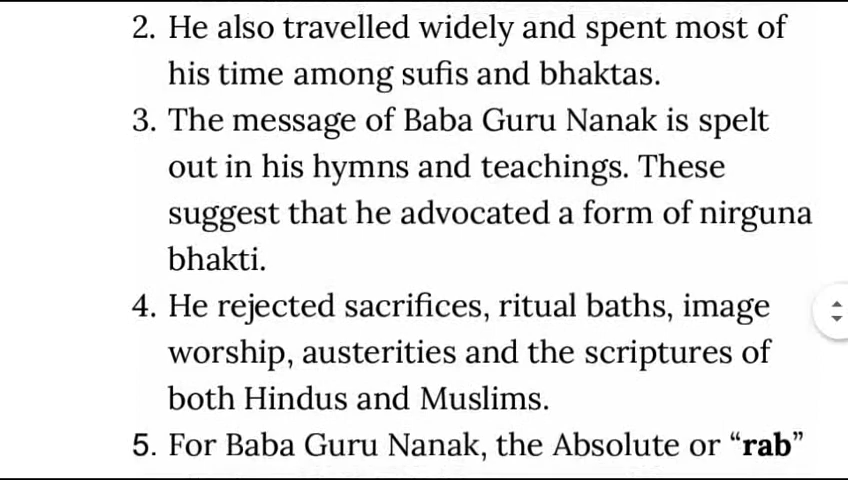 2. He also travelled widely and spent most of
his time among sufis and bhaktas.
3. The message of Baba Guru Nanak is spelt
out in his hymns and teachings. These
suggest that he advocated a form of nirguna
bhakti.
4. He rejected sacrifices, ritual baths, image
worship, austerities and the scriptures of
both Hindus and Muslims.
5. For Baba Guru Nanak, the Absolute or “rab”